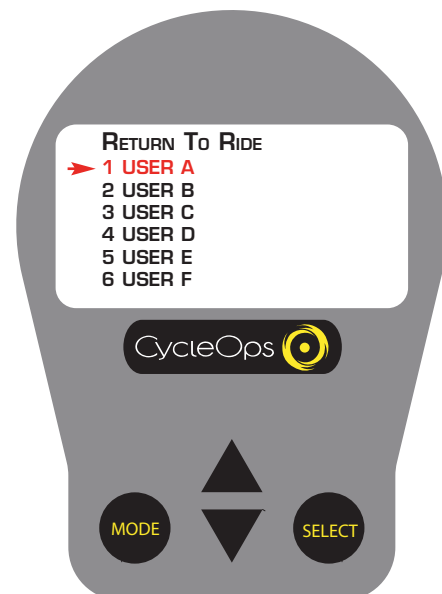 Return To Ride
1 USER A
2 USER B
3 USER C
4 USER D
5 USER E
6 USER F
CycleOps
MODE
SELECT